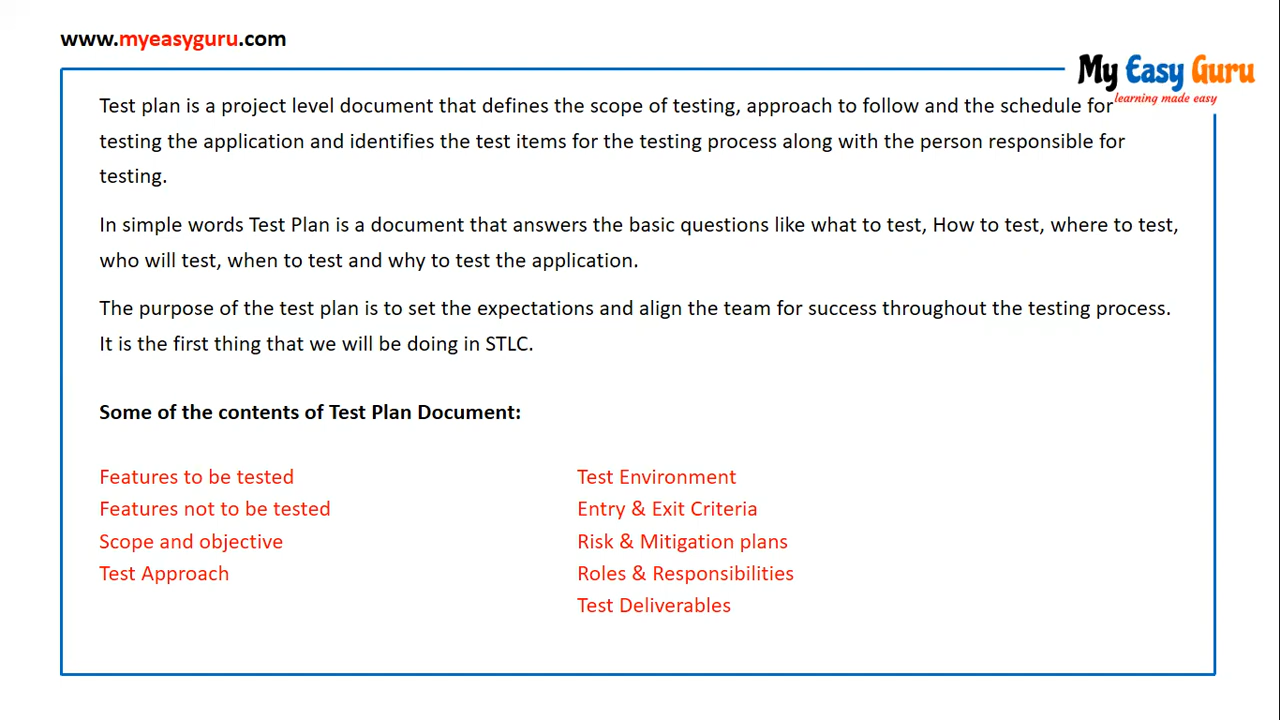 www.myeasyguru.com
My Easy Guru
learning made easy
Test plan is a project level document that defines the scope of testing, approach to follow and the schedule for
testing the application and identifies the test items for the testing process along with the person responsible for
testing.
In simple words Test Plan is a document that answers the basic questions like what to test, How to test, where to test,
who will test, when to test and why to test the application.
The purpose of the test plan is to set the expectations and align the team for success throughout the testing process.
It is the first thing that we will be doing in STLC.
Some of the contents of Test Plan Document:
Features to be tested
Features not to be tested
Scope and objective
Test Approach
Test Environment
Entry & Exit Criteria
Risk & Mitigation plans
Roles & Responsibilities
Test Deliverables